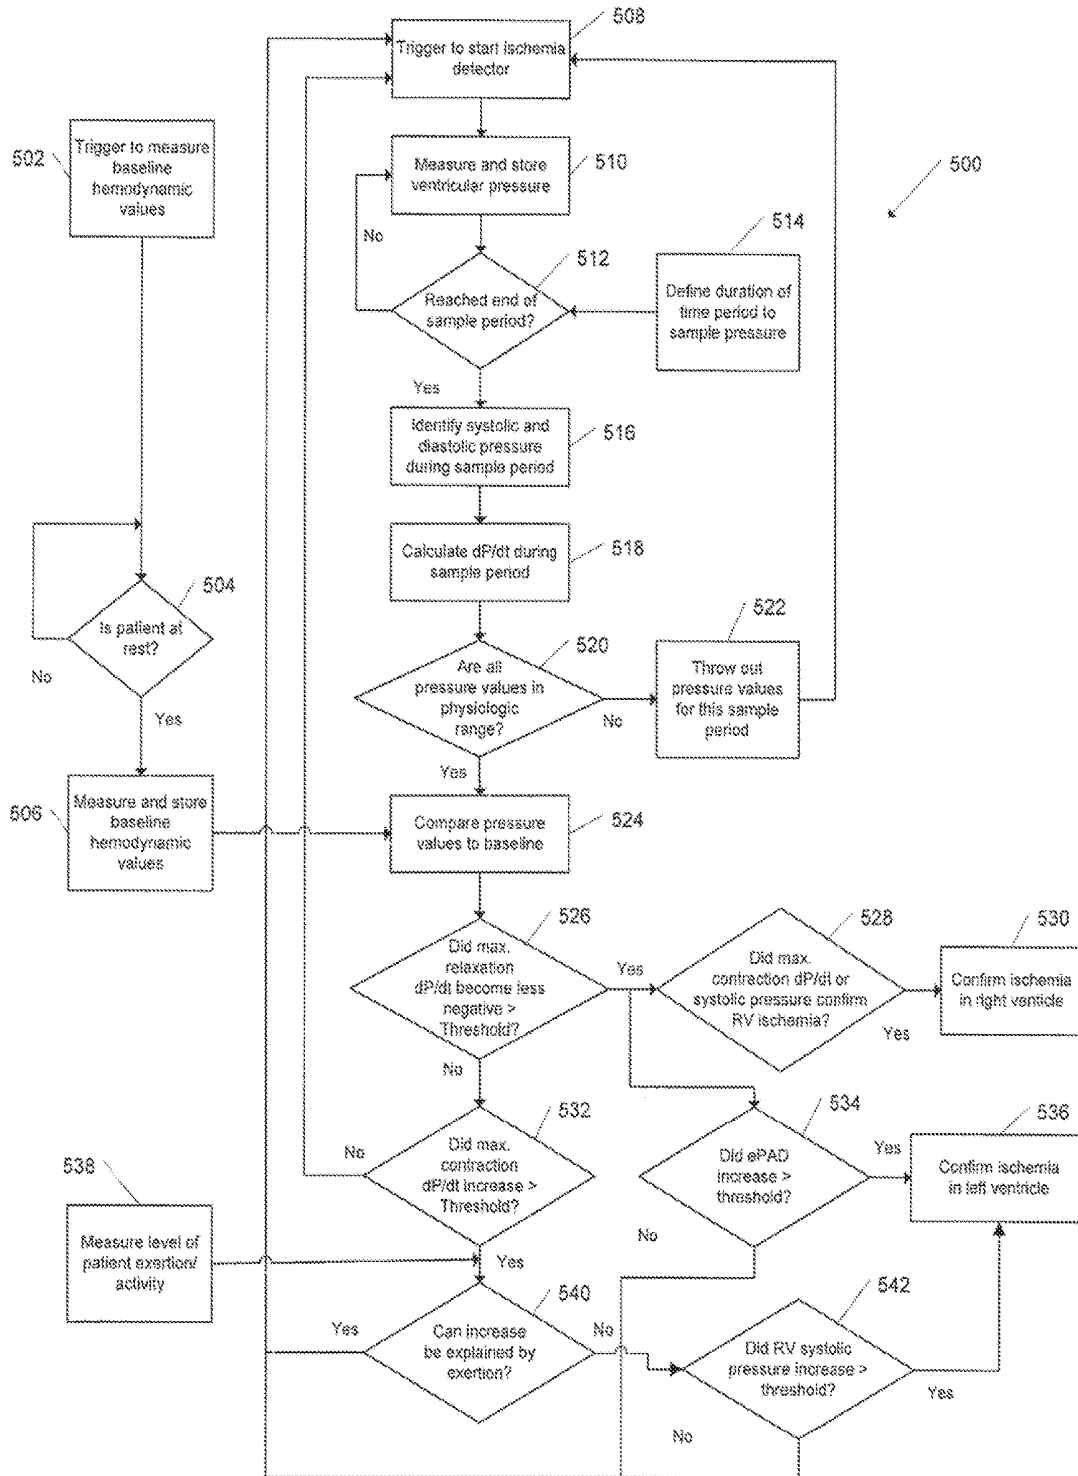 508
Trigger to start ischemia
detector
502
Trigger to measure
baseline
hemodynamic
values
Measure and store
ventricular pressure
510
500
No
512
514
Reached end of
sample period?
Define duration of
time period to
sample pressure
Yes
Identify systolic and
diastolic pressure
during sample period
516
Calculate dP/dt during
sample period
518
504
Is patient at
rest?
No
Yes
520
Are all
pressure values in
physiologic
range?
No
522
Throw out
pressure values
for this sample
period
Yes
506
Measure and store
baseline
hemodynamic
values
Compare pressure
values to baseline
524
526
Did max.
relaxation
dP/dt become less
negative >
Threshold?
Yes
528
Did max.
contraction dP/dt or
systolic pressure confirm
RV ischemia?
Yes
530
Confirm ischemia
in right venticle
No
532
Did max.
contraction
dP/dt increase >
Threshold?
No
Yes
534
Did ePAD
increase >
threshold?
Yes
No
536
Confirm ischemia
in left ventricle
538
Measure level of
patient exertion/
activity
540
Can increase
be explained by
exertion?
Yes
No
542
Did RV systolic
pressure increase >
threshold?
Yes
No